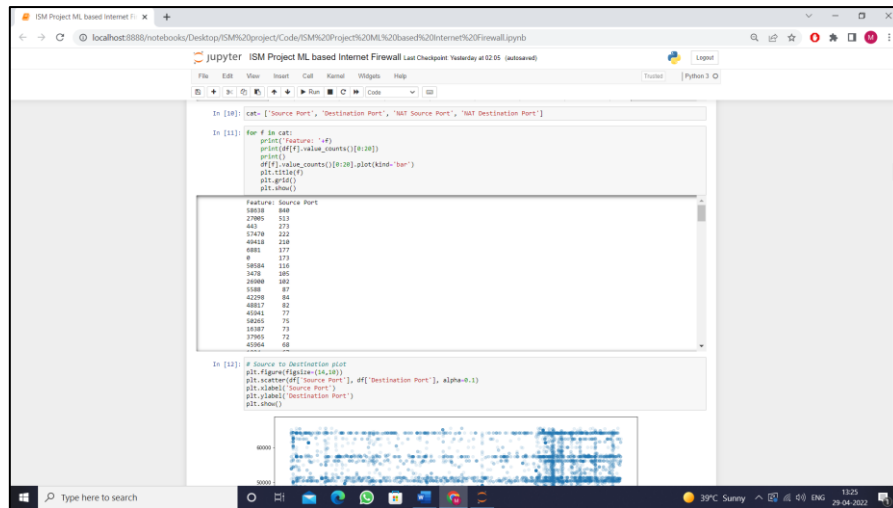 ISM Project ML based Internet Fi
localhost:8888/notebooks/Desktop/ISM%20project/Code/ISM%20Project%20ML%20based%20Internet%20Firewall.ipynb
M
jupyter ISM Project ML based Internet Firewall Last Checkpoint: Yesterday at 02:05 (autosaved)
Logout
File Edit View Insert Cell Kernel Widgets Help
Trusted
Python 3
Run
Code
In [10]: cat= ['Source Port', 'Destination Port', 'NAT Source Port', 'NAT Destination Port']
In [11]: for f in cat:
print('Feature: '+f)
print(df[f].value_counts()[0:20])
print()
df[f].value_counts()[0:20].plot(kind='bar')
plt.title(f)
plt.grid()
plt.show()
Feature: Source Port
58638 840
27005 513
443 273
57470 222
49418 210
6881 177
0 173
50584 116
3478 105
26900 102
5588 87
42298 84
48817 82
45941 77
50265 75
16387 73
37965 72
45964 68
In [12]: # Source to Destination plot
plt.figure(figsize=(14,10))
plt.scatter(df['Source Port'], df['Destination Port'], alpha=0.1)
plt.xlabel('Source Port')
plt.ylabel('Destination Port')
plt.show()
60000
50000
Type here to search
39°C Sunny
ENG
13:25
29-04-2022